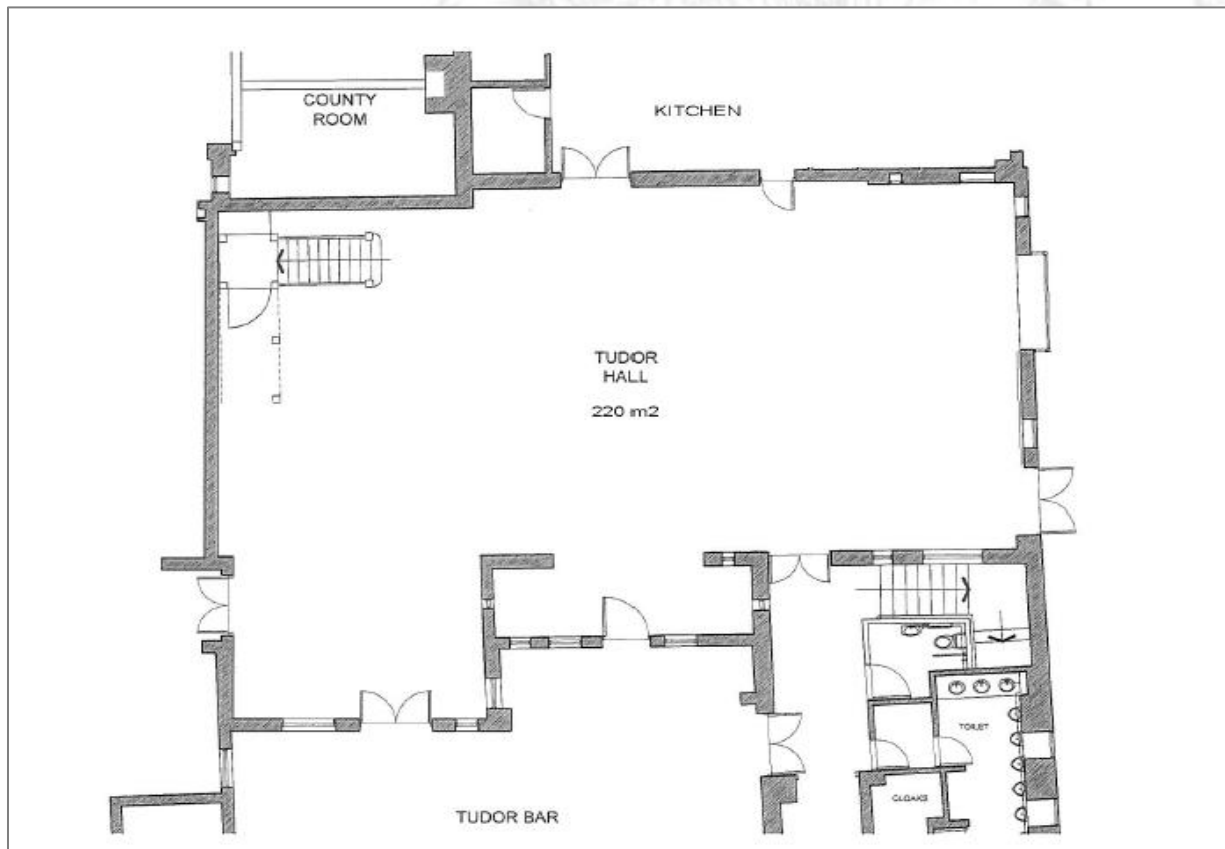 COUNTY
ROOM
KITCHEN
TUDOR
HALL
220 m2
TOILET
CLOAKS
TUDOR BAR